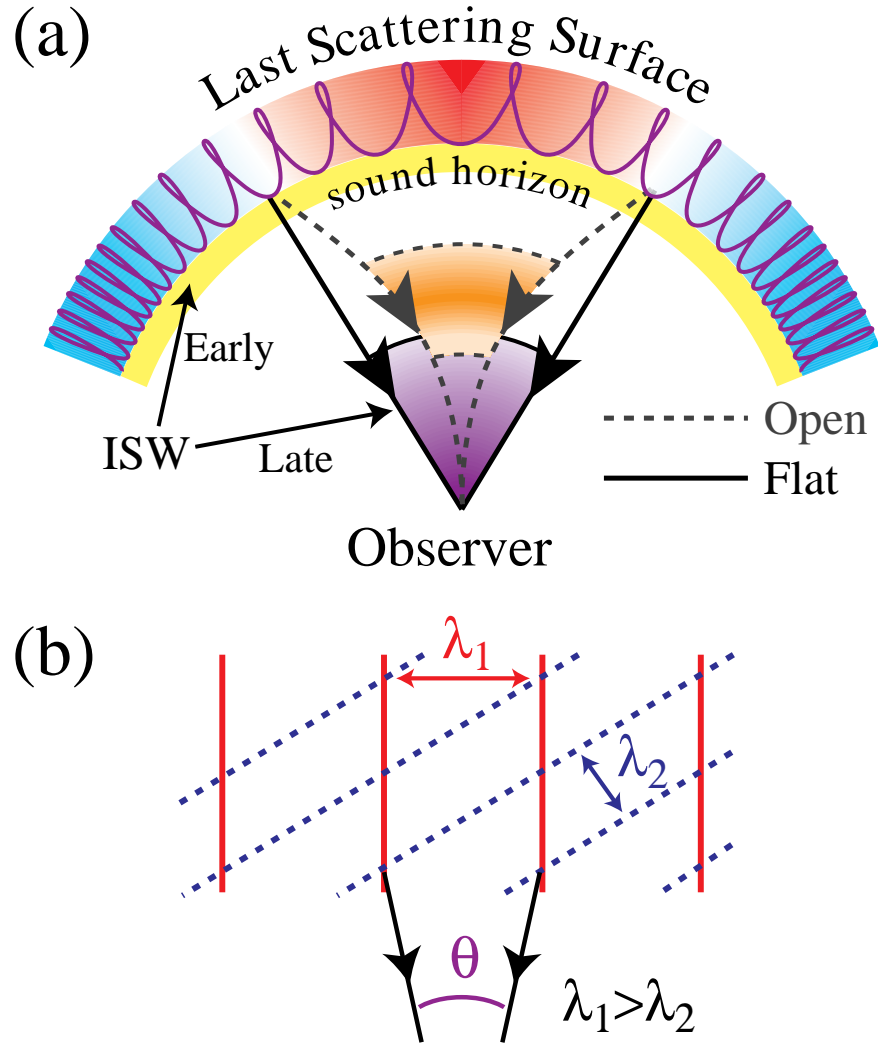 (a)
Last Scattering Surface
sound horizon
Early
ISW
Late
Open
Flat
Observer
(b)
λ₁
λ₂
θ
λ₁>λ₂